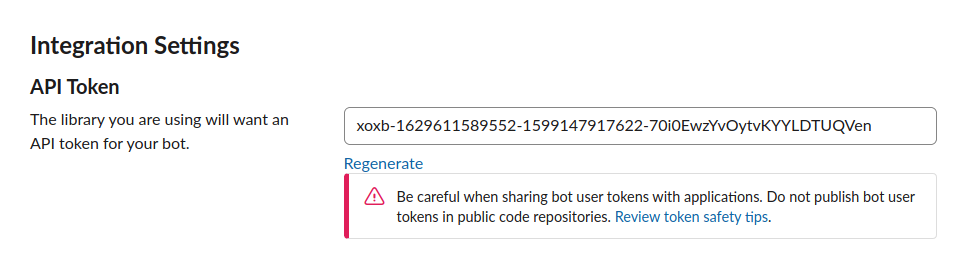 Integration Settings
API Token
The library you are using will want an
API token for your bot.
xoxb-1629611589552-1599147917622-70i0EwzYvOytvKYYLDTUQVen
Regenerate
Be careful when sharing bot user tokens with applications. Do not publish bot user
tokens in public code repositories. Review token safety tips.